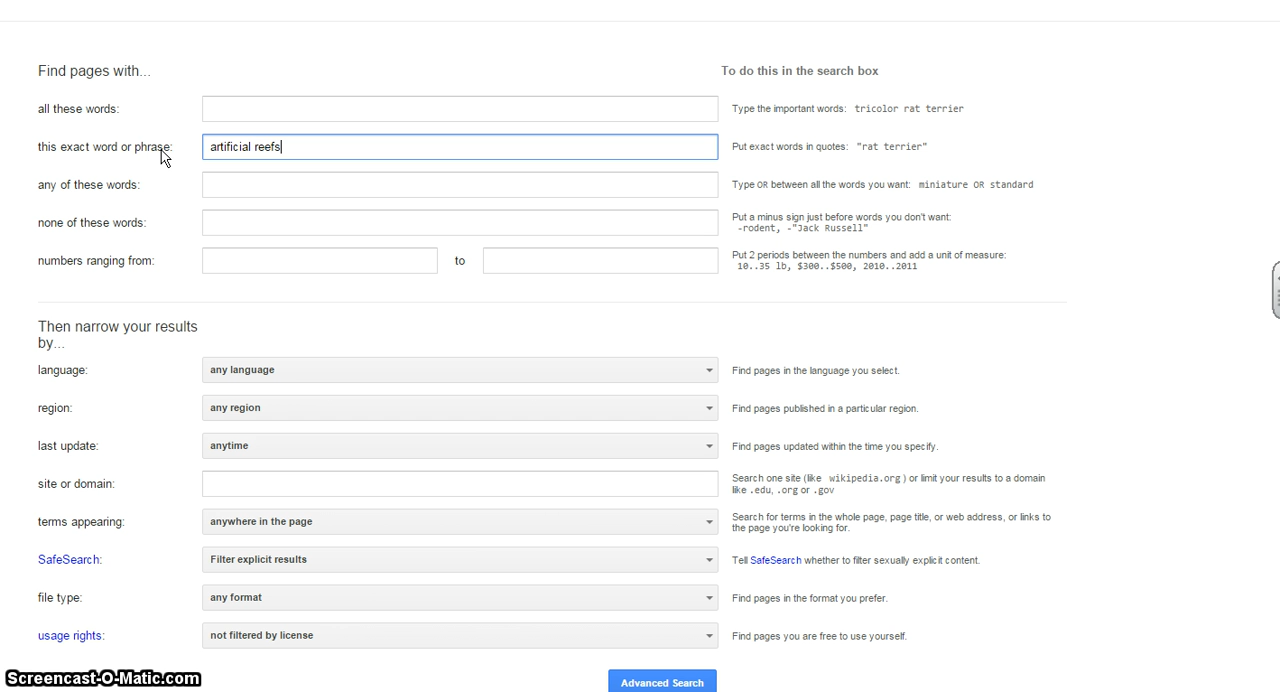 Find pages with...
To do this in the search box
all these words:
Type the important words: tricolor rat terrier
this exact word or phrase:
artificial reefs
Put exact words in quotes: "rat terrier"
any of these words:
Type OR between all the words you want: miniature OR standard
none of these words:
Put a minus sign just before words you don't want:
-rodent, -"Jack Russell"
numbers ranging from:
to
Put 2 periods between the numbers and add a unit of measure:
10..35 lb, $300..$500, 2010..2011
Then narrow your results
by...
language:
any language
Find pages in the language you select.
region:
any region
Find pages published in a particular region.
last update:
anytime
Find pages updated within the time you specify.
site or domain:
Search one site (like wikipedia.org ) or limit your results to a domain
like .edu, .org or .gov
terms appearing:
anywhere in the page
Search for terms in the whole page, page title, or web address, or links to
the page you're looking for.
SafeSearch:
Filter explicit results
Tell SafeSearch whether to filter sexually explicit content.
file type:
any format
Find pages in the format you prefer.
usage rights:
not filtered by license
Find pages you are free to use yourself.
Advanced Search
Screencast-O-Matic.com